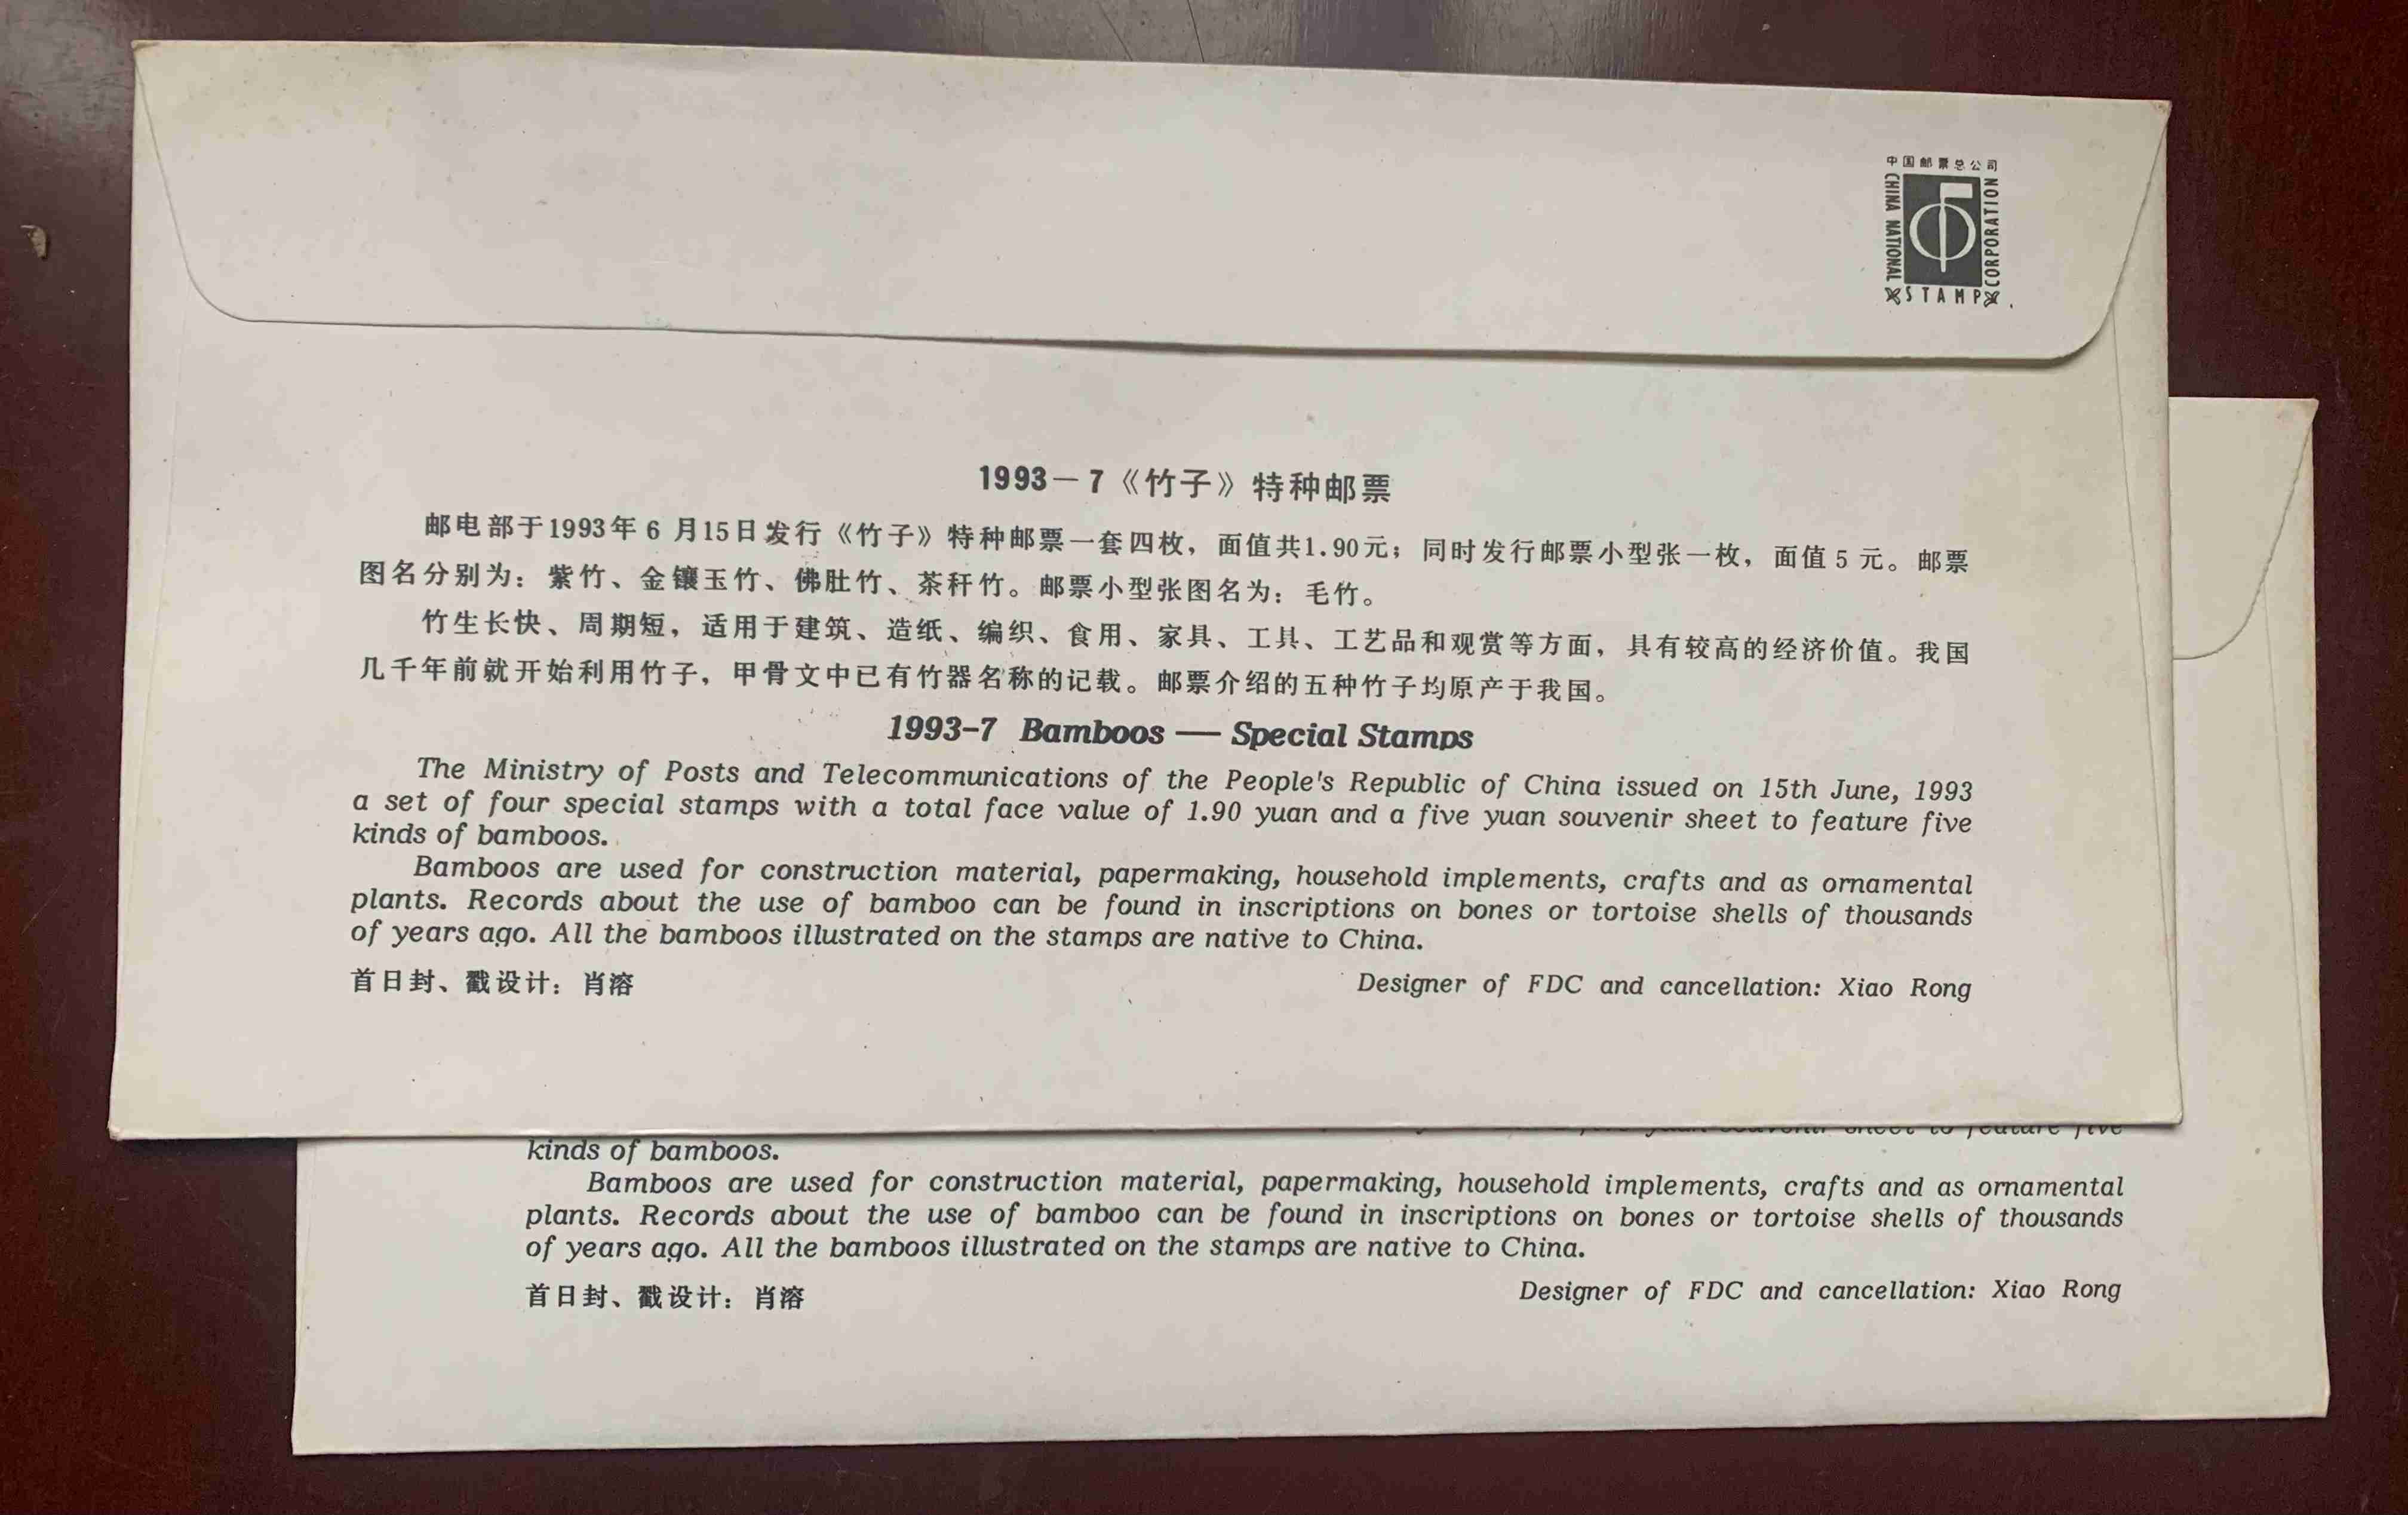 中国邮票总公司
CHINA NATIONAL
STAMP
CORPORATION
1993－7《竹子》特种邮票
邮电部于1993年6月15日发行《竹子》特种邮票一套四枚，面值共1.90元；同时发行邮票小型张一枚，面值5元。邮票
图名分别为：紫竹、金镶玉竹、佛肚竹、茶秆竹。邮票小型张图名为：毛竹。
竹生长快、周期短，适用于建筑、造纸、编织、食用、家具、工具、工艺品和观赏等方面，具有较高的经济价值。我国
几千年前就开始利用竹子，甲骨文中已有竹器名称的记载。邮票介绍的五种竹子均原产于我国。
1993-7 Bamboos — Special Stamps
The Ministry of Posts and Telecommunications of the People's Republic of China issued on 15th June, 1993
a set of four special stamps with a total face value of 1.90 yuan and a five yuan souvenir sheet to feature five
kinds of bamboos.
Bamboos are used for construction material, papermaking, household implements, crafts and as ornamental
plants. Records about the use of bamboo can be found in inscriptions on bones or tortoise shells of thousands
of years ago. All the bamboos illustrated on the stamps are native to China.
首日封、戳设计：肖溶 Designer of FDC and cancellation: Xiao Rong
sheet to feature five
kinds of bamboos.
Bamboos are used for construction material, papermaking, household implements, crafts and as ornamental
plants. Records about the use of bamboo can be found in inscriptions on bones or tortoise shells of thousands
of years ago. All the bamboos illustrated on the stamps are native to China.
首日封、戳设计：肖溶 Designer of FDC and cancellation: Xiao Rong